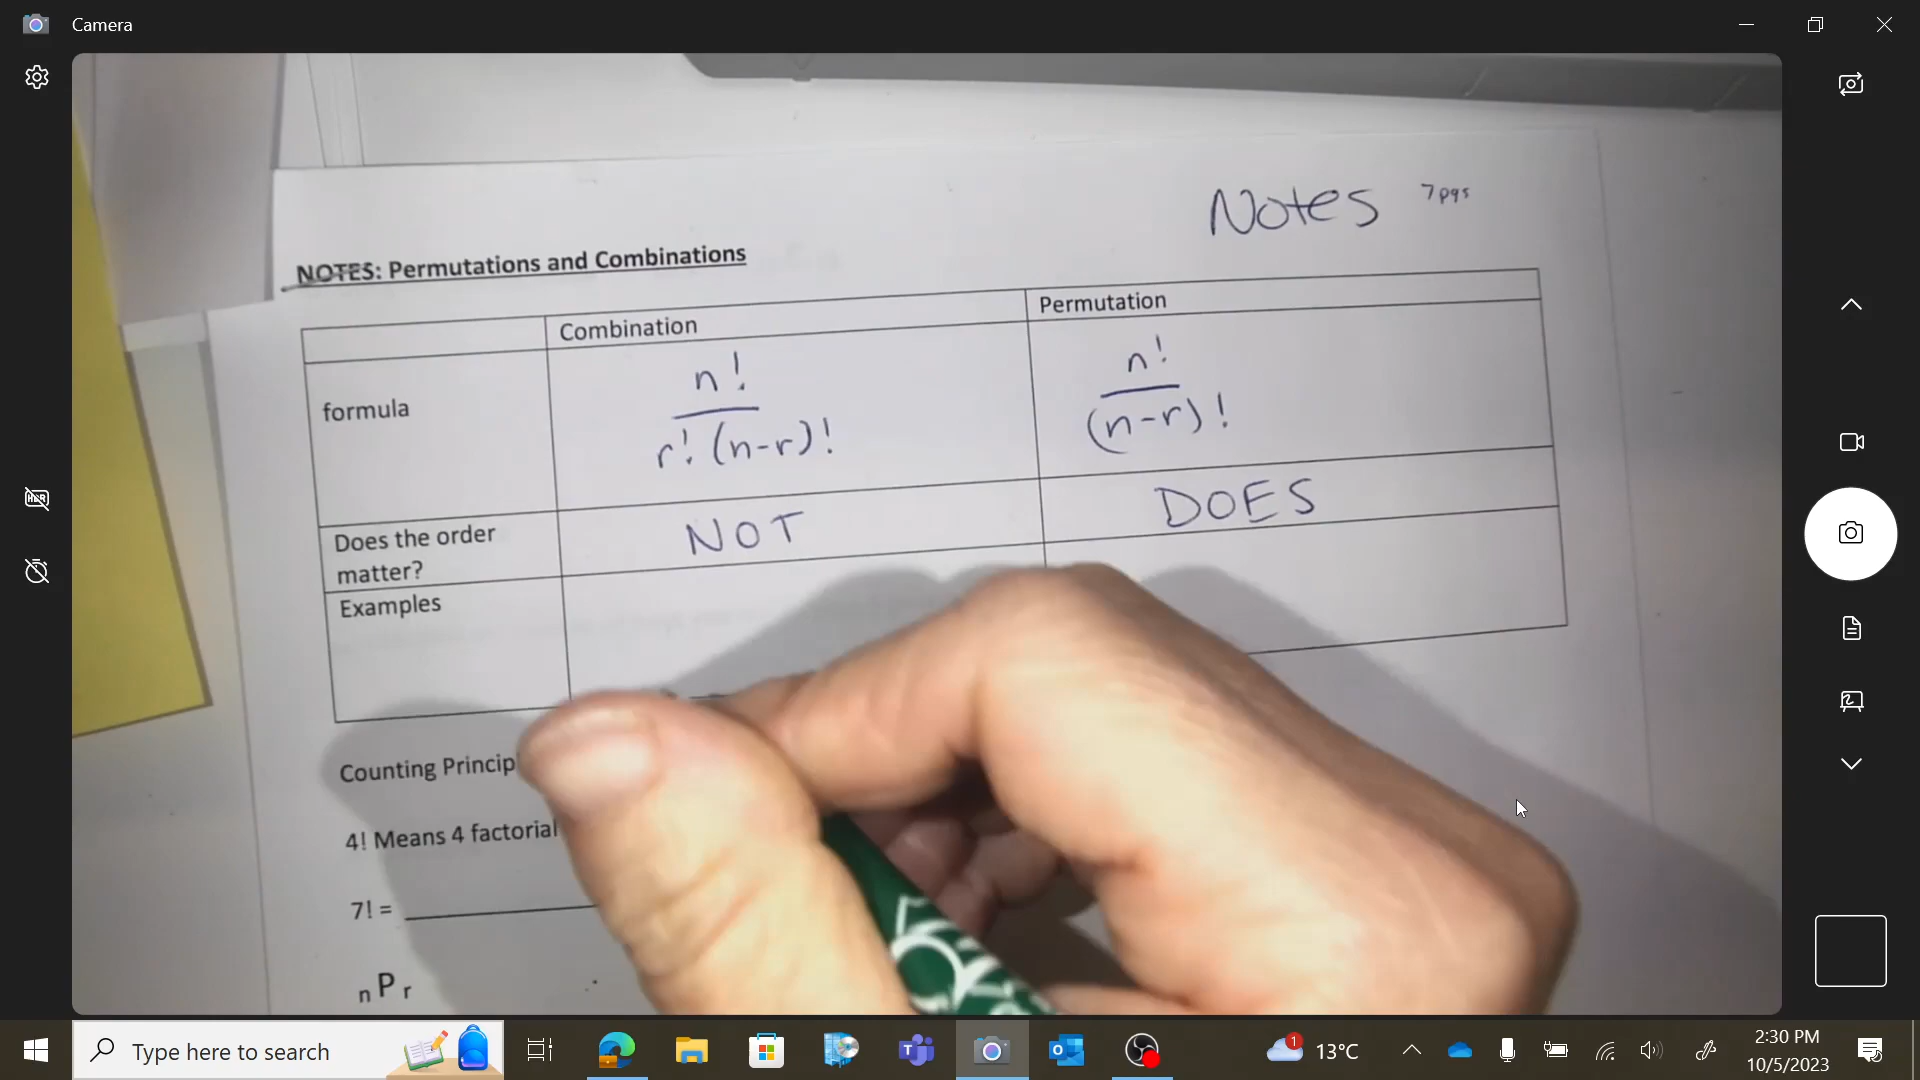 Camera
Notes 7pgs
NOTES: Permutations and Combinations
Combination Permutation
formula
n!
r! (n-r)!
n!
(n-r)!
Does the order
matter?
NOT DOES
Examples
Counting Princip
4! Means 4 factorial
7! =
n P r
Type here to search
1
13°C
2:30 PM
10/5/2023